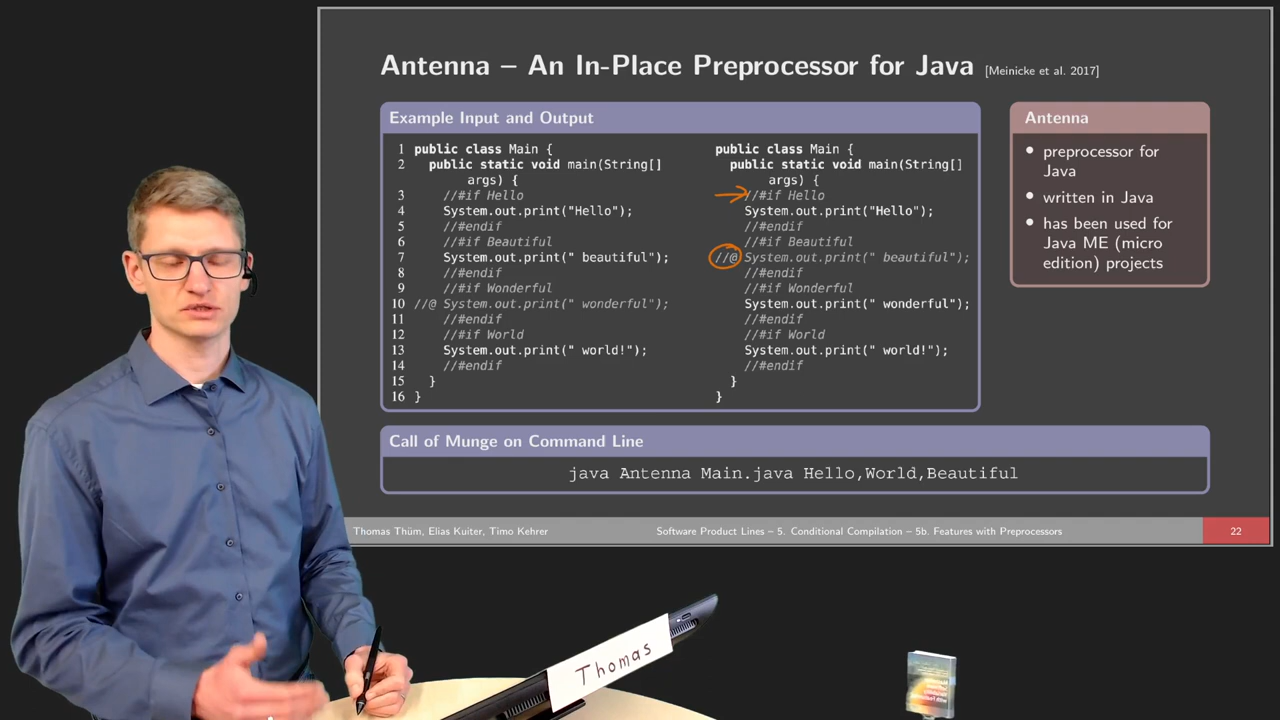 Antenna – An In-Place Preprocessor for Java [Meinicke et al. 2017]
Example Input and Output
1 public class Main {
2 public static void main(String[]
args) {
3 //#if Hello
4 System.out.print("Hello");
5 //#endif
6 //#if Beautiful
7 System.out.print(" beautiful");
8 //#endif
9 //#if Wonderful
10 //@ System.out.print(" wonderful");
11 //#endif
12 //#if World
13 System.out.print(" world!");
14 //#endif
15 }
16 }
public class Main {
public static void main(String[]
args) {
//#if Hello
System.out.print("Hello");
//#endif
//#if Beautiful
//@ System.out.print(" beautiful");
//#endif
//#if Wonderful
System.out.print(" wonderful");
//#endif
//#if World
System.out.print(" world!");
//#endif
}
}
Antenna
• preprocessor for
Java
• written in Java
• has been used for
Java ME (micro
edition) projects
Call of Munge on Command Line
java Antenna Main.java Hello,World,Beautiful
Thomas Thüm, Elias Kuiter, Timo Kehrer Software Product Lines – 5. Conditional Compilation – 5b. Features with Preprocessors 22
Thomas